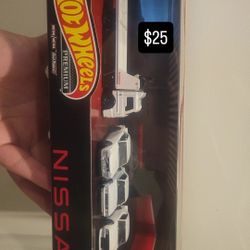 $25
HOT WHEELS
PREMIUM
NISSA